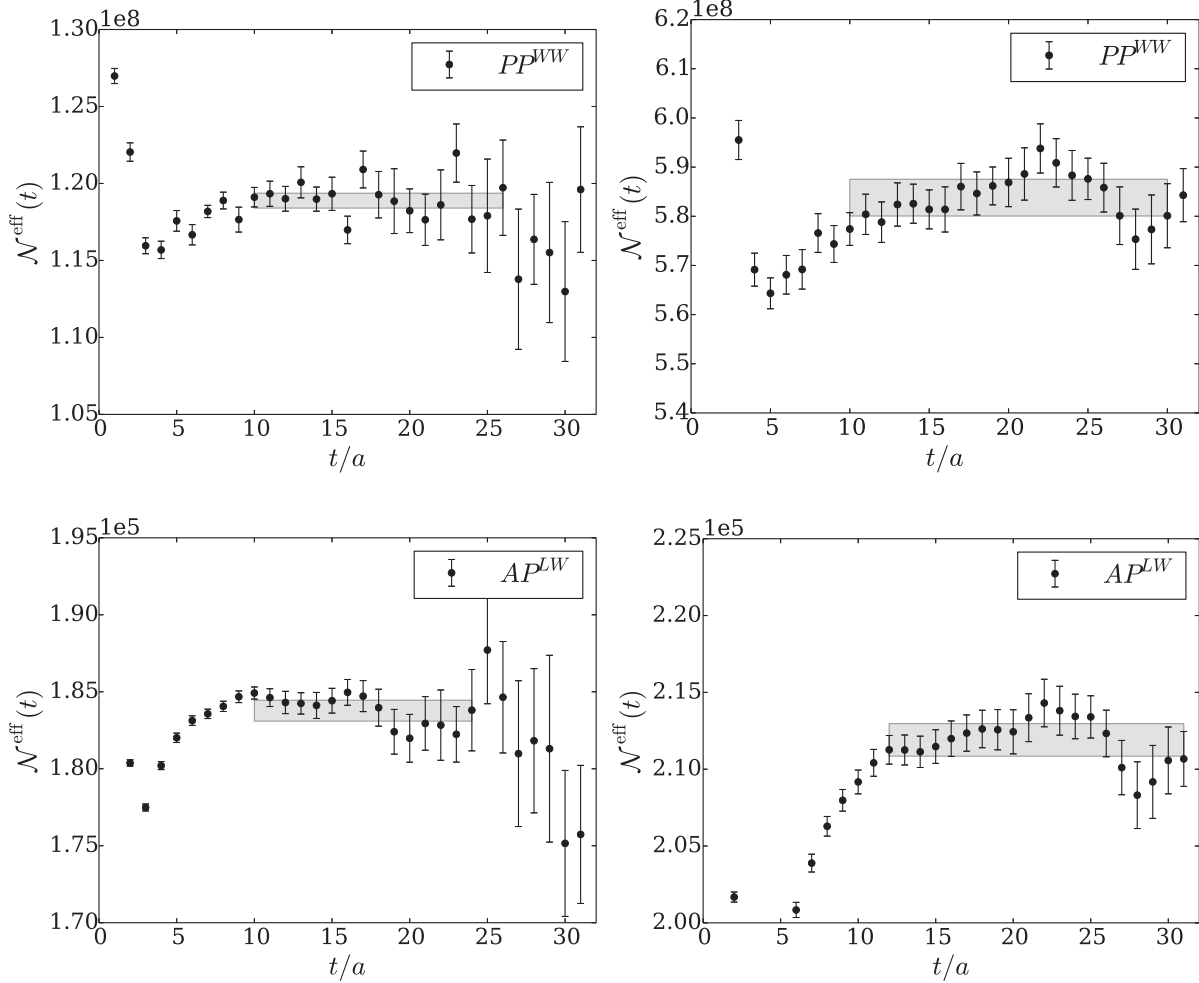 1e8
1.30
1.25
1.20
1.15
1.10
1.05
0 5 10 15 20 25 30
t/a
𝒩^eff(t)
PP^WW
1e8
6.2
6.1
6.0
5.9
5.8
5.7
5.6
5.5
5.4
0 5 10 15 20 25 30
t/a
𝒩^eff(t)
PP^WW
1e5
1.95
1.90
1.85
1.80
1.75
1.70
0 5 10 15 20 25 30
t/a
𝒩^eff(t)
AP^LW
1e5
2.25
2.20
2.15
2.10
2.05
2.00
0 5 10 15 20 25 30
t/a
𝒩^eff(t)
AP^LW